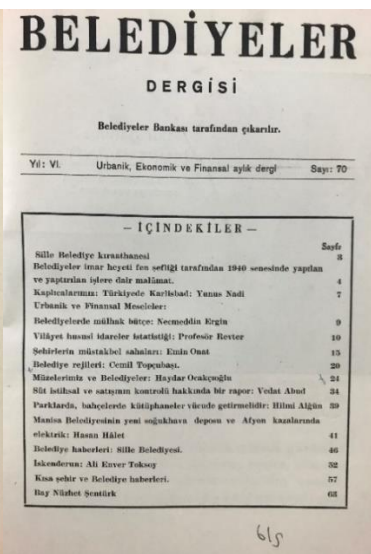 BELEDİYELER
DERGİSİ
Belediyeler Bankası tarafından çıkarılır.
Yıl: VI. Urbanik, Ekonomik ve Finansal aylık dergi Sayı: 70
— İÇİNDEKİLER —
Sayfa
Sille Belediye kıraathanesi 3
Belediyeler imar heyeti fen şefliği tarafından 1940 senesinde yapılan
ve yaptırılan işlere dair malûmat. 4
Kaplıcalarımız: Türkiyede Karlisbad: Yunus Nadi 7
Urbanik ve Finansal Meseleler:
Belediyelerde mülhak bütçe: Necmeddin Ergin 9
Vilâyet hususî idareler istatistiği: Profesör Revter 10
Şehirlerin müstakbel sahaları: Emin Onat 15
Belediye rejileri: Cemil Topçubaşı. 20
Müzelerimiz ve Belediyeler: Haydar Ocakçıoğlu 24
Süt istihsal ve satışının kontrolü hakkında bir rapor: Vedat Abud 34
Parklarda, bahçelerde kütüphaneler vücude getirmelidir: Hilmi Algün 39
Manisa Belediyesinin yeni soğukhava deposu ve Afyon kazalarında
elektrik: Hasan Hâlet 41
Belediye haberleri: Sille Belediyesi. 46
İskenderun: Ali Enver Toksoy 52
Kısa şehir ve Belediye haberleri. 57
Bay Nüzhet Şentürk 63